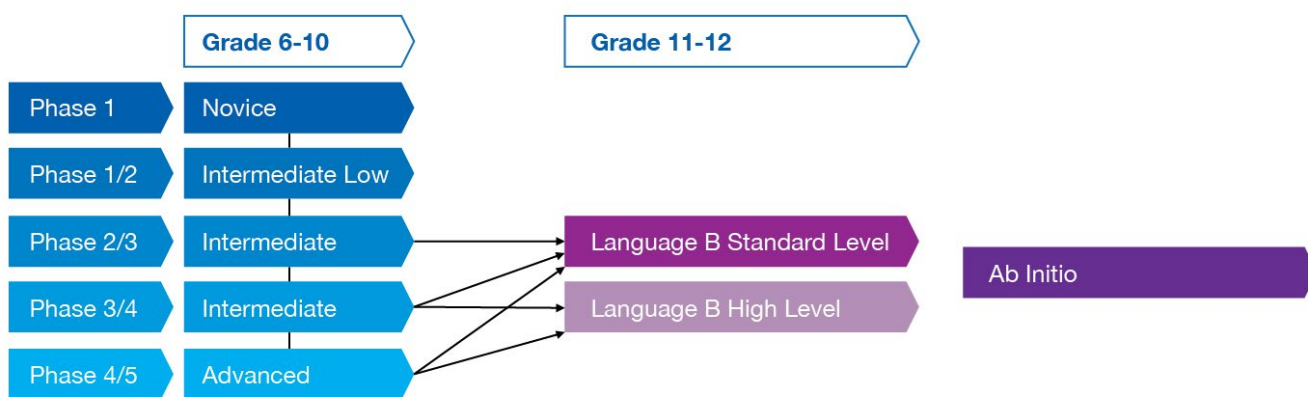 Grade 6-10
Grade 11-12
Phase 1
Novice
Phase 1/2
Intermediate Low
Phase 2/3
Intermediate
Language B Standard Level
Ab Initio
Phase 3/4
Intermediate
Language B High Level
Phase 4/5
Advanced